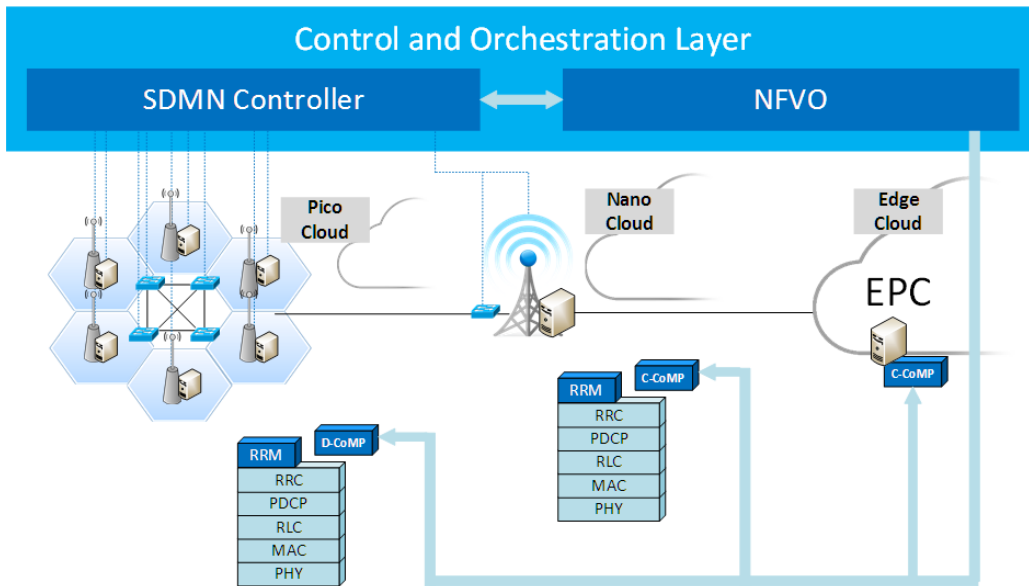 Control and Orchestration Layer
SDMN Controller
NFVO
Pico
Cloud
Nano
Cloud
Edge
Cloud
EPC
C-CoMP
RRM
C-CoMP
RRC
PDCP
RLC
MAC
PHY
D-CoMP
RRM
RRC
PDCP
RLC
MAC
PHY